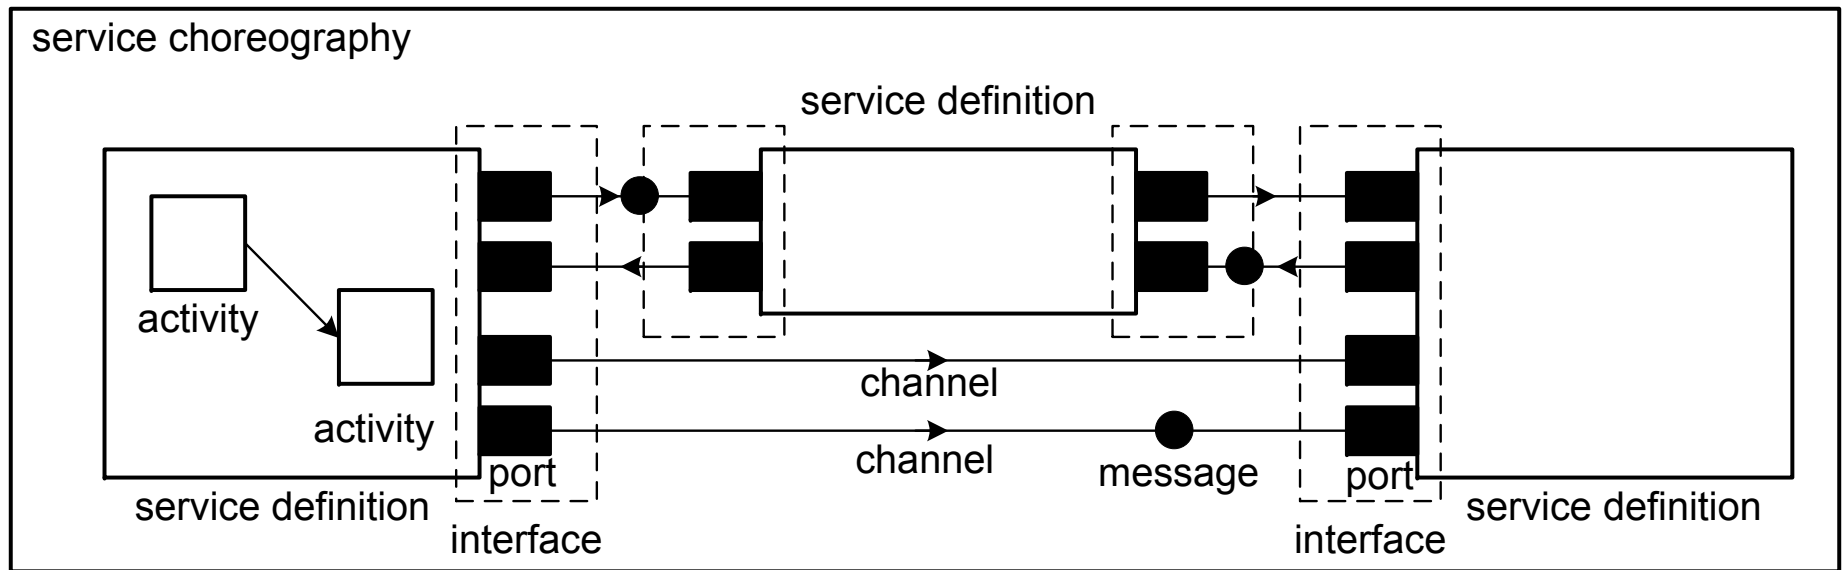 service choreography
service definition
activity
activity
channel
channel
message
port
port
service definition
service definition
interface
interface